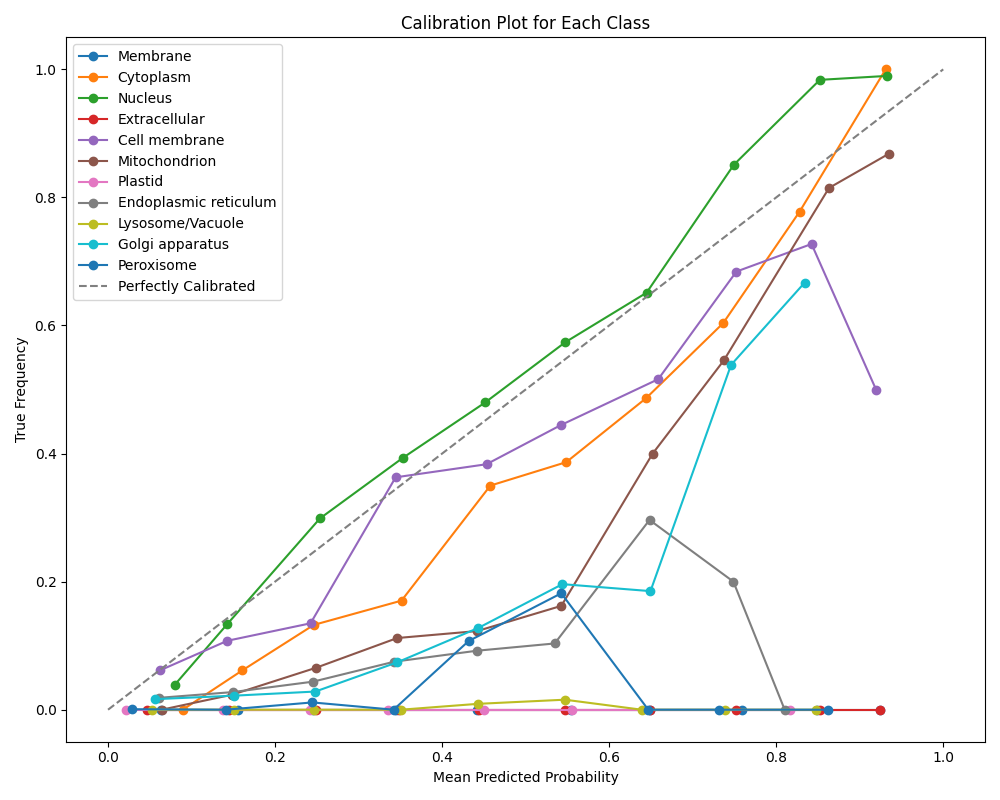 Calibration Plot for Each Class
Membrane
Cytoplasm
Nucleus
Extracellular
Cell membrane
Mitochondrion
Plastid
Endoplasmic reticulum
Lysosome/Vacuole
Golgi apparatus
Peroxisome
Perfectly Calibrated
True Frequency
1.0
0.8
0.6
0.4
0.2
0.0
0.0 0.2 0.4 0.6 0.8 1.0
Mean Predicted Probability